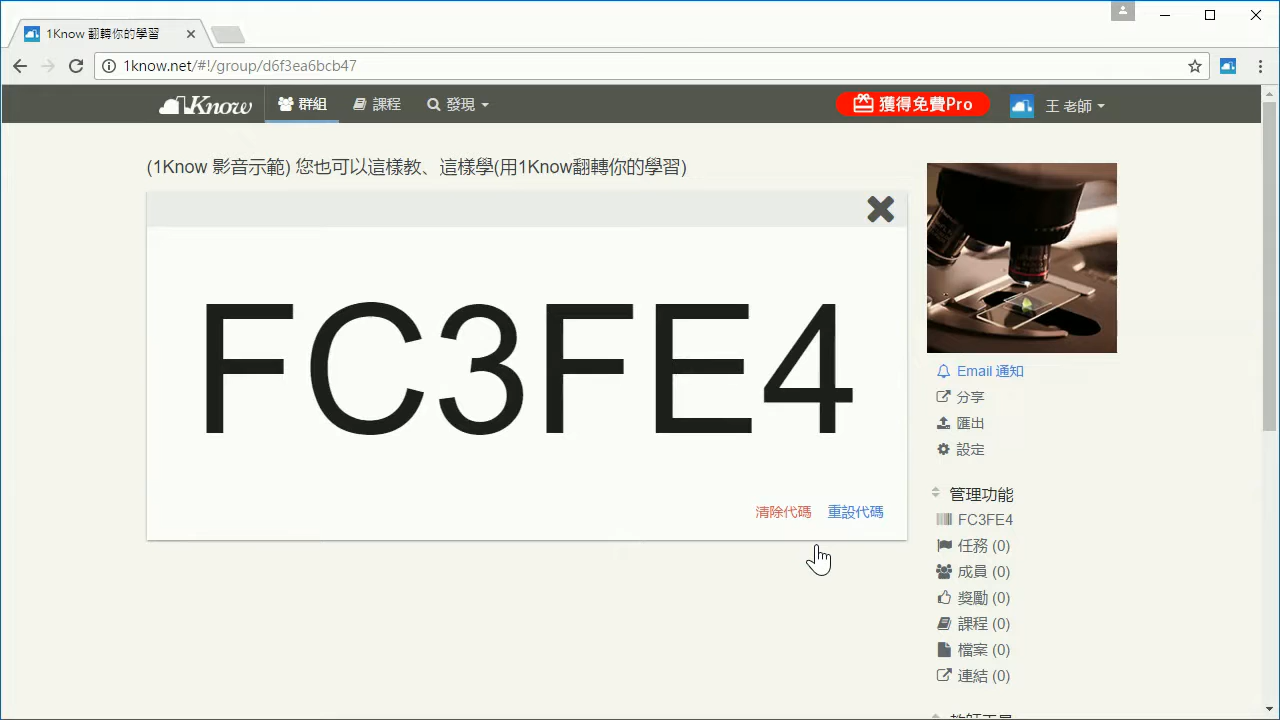 1Know 翻轉你的學習
1know.net/#!/group/d6f3ea6bcb47
1Know 群組 課程 發現 獲得免費Pro 王 老師
(1Know 影音示範) 您也可以這樣教、這樣學(用1Know翻轉你的學習)
FC3FE4
清除代碼 重設代碼
Email 通知
分享
匯出
設定
管理功能
FC3FE4
任務 (0)
成員 (0)
獎勵 (0)
課程 (0)
檔案 (0)
連結 (0)